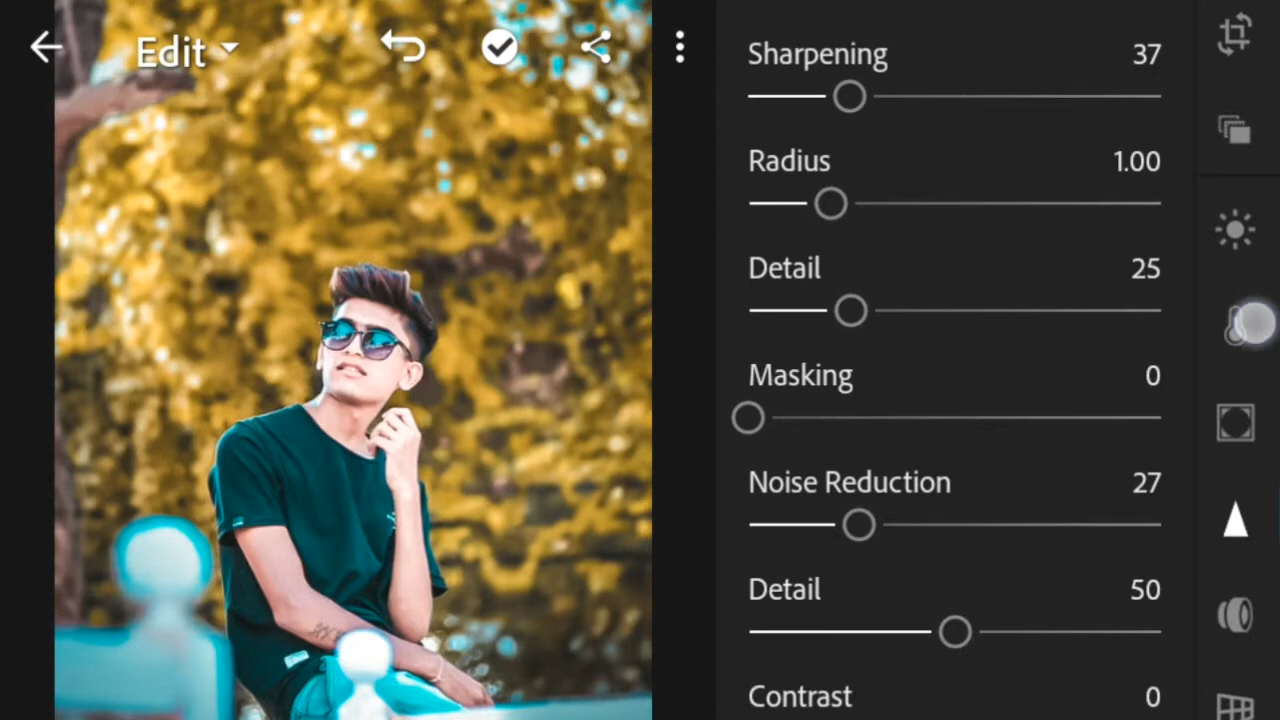 Edit
Sharpening 37
Radius 1.00
Detail 25
Masking 0
Noise Reduction 27
Detail 50
Contrast 0